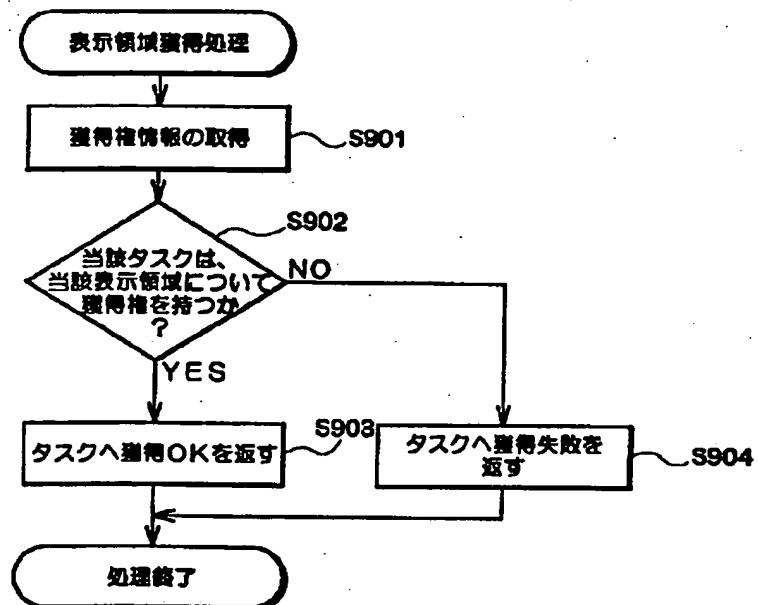 表示領域獲得処理
獲得権情報の取得
S901
S902
当該タスクは、
当該表示領域について
獲得権を持つか
?
NO
YES
タスクへ獲得OKを返す
S903
タスクへ獲得失敗を
返す
S904
処理終了